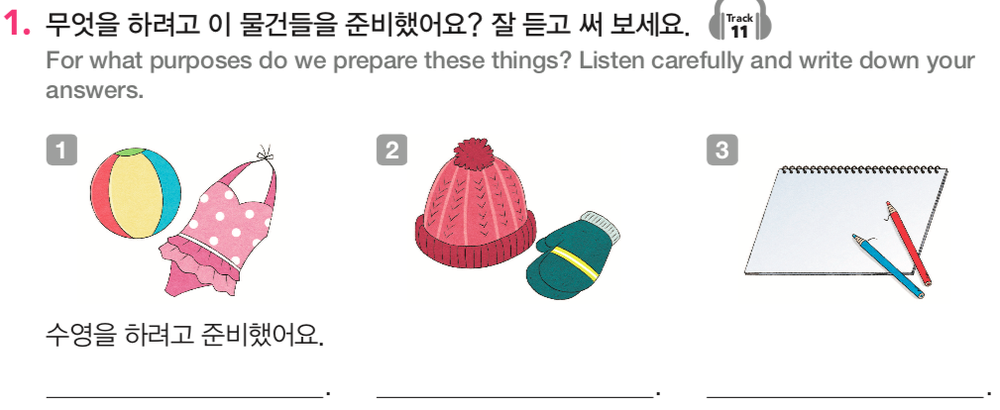 1. 무엇을 하려고 이 물건들을 준비했어요? 잘 듣고 써 보세요. Track 11
For what purposes do we prepare these things? Listen carefully and write down your
answers.
1 2 3
수영을 하려고 준비했어요.
. . .